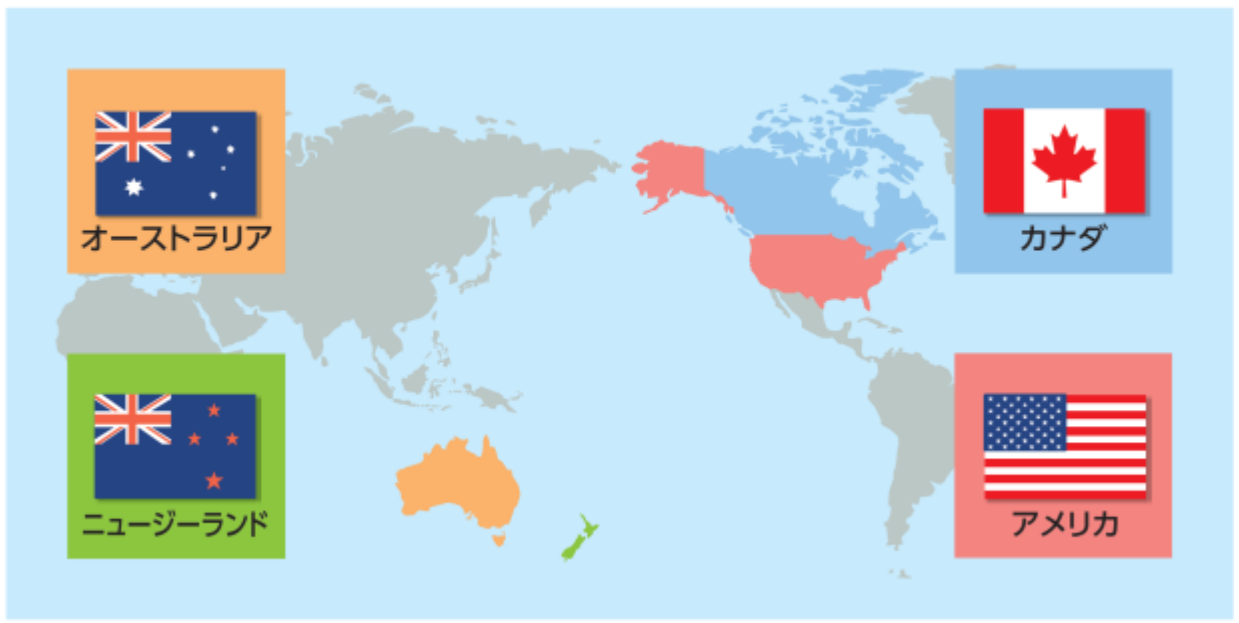 オーストラリア
カナダ
ニュージーランド
アメリカ